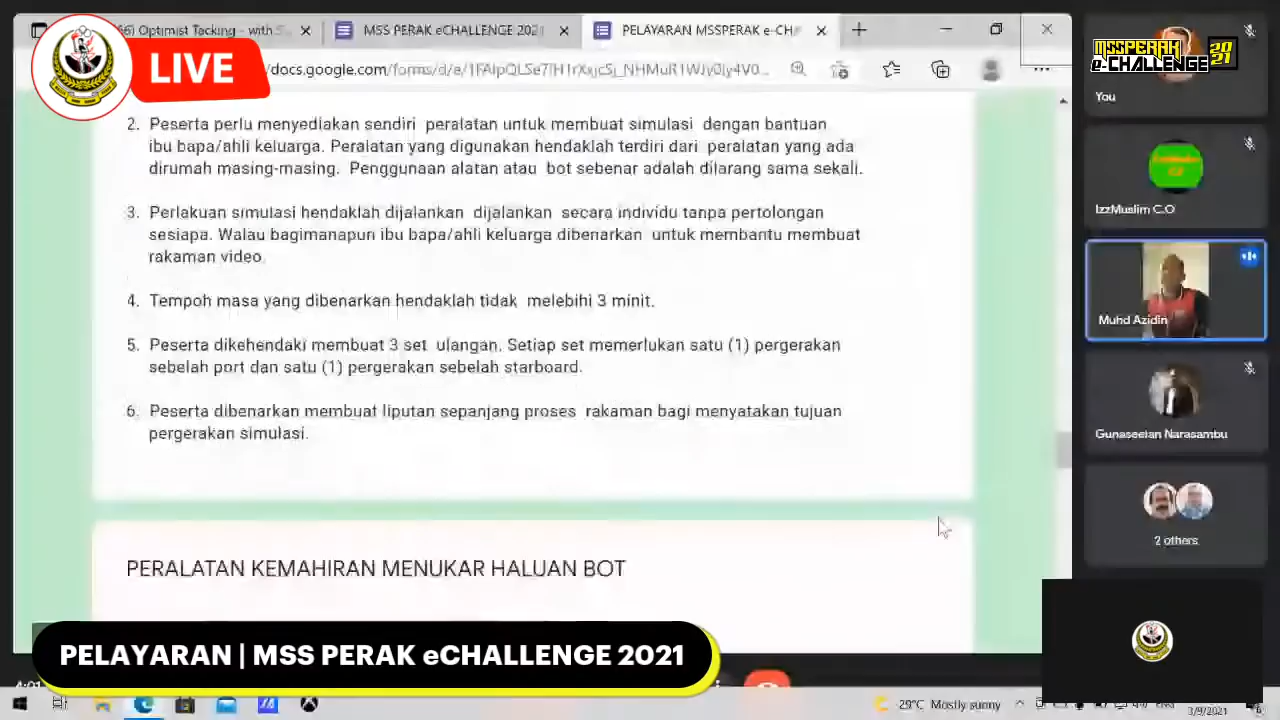 Optimist Tacking - with S
MSS PERAK eCHALLENGE 2021
PELAYARAN MSSPERAK e-CH
LIVE
MSSPERAK 2021
e-CHALLENGE
You
2. Peserta perlu menyediakan sendiri peralatan untuk membuat simulasi dengan bantuan
ibu bapa/ahli keluarga. Peralatan yang digunakan hendaklah terdiri dari peralatan yang ada
dirumah masing-masing. Penggunaan alatan atau bot sebenar adalah dilarang sama sekali.
IzzMuslim C.O
3. Perlakuan simulasi hendaklah dijalankan dijalankan secara individu tanpa pertolongan
sesiapa. Walau bagimanapun ibu bapa/ahli keluarga dibenarkan untuk membantu membuat
rakaman video.
4. Tempoh masa yang dibenarkan hendaklah tidak melebihi 3 minit.
Muhd Azidin
5. Peserta dikehendaki membuat 3 set ulangan. Setiap set memerlukan satu (1) pergerakan
sebelah port dan satu (1) pergerakan sebelah starboard.
6. Peserta dibenarkan membuat liputan sepanjang proses rakaman bagi menyatakan tujuan
pergerakan simulasi.
Gunaseelan Narasambu
2 others
PERALATAN KEMAHIRAN MENUKAR HALUAN BOT
PELAYARAN | MSS PERAK eCHALLENGE 2021
29°C Mostly sunny
3/9/2021